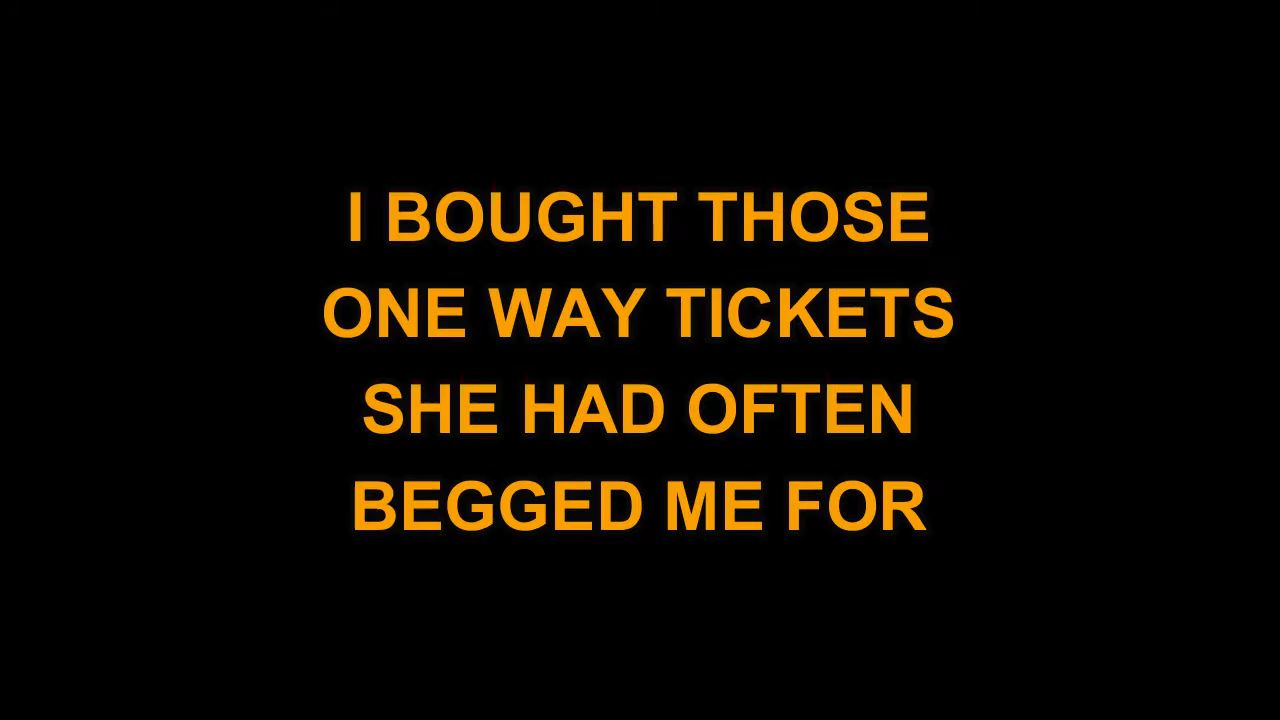 I BOUGHT THOSE
ONE WAY TICKETS
SHE HAD OFTEN
BEGGED ME FOR